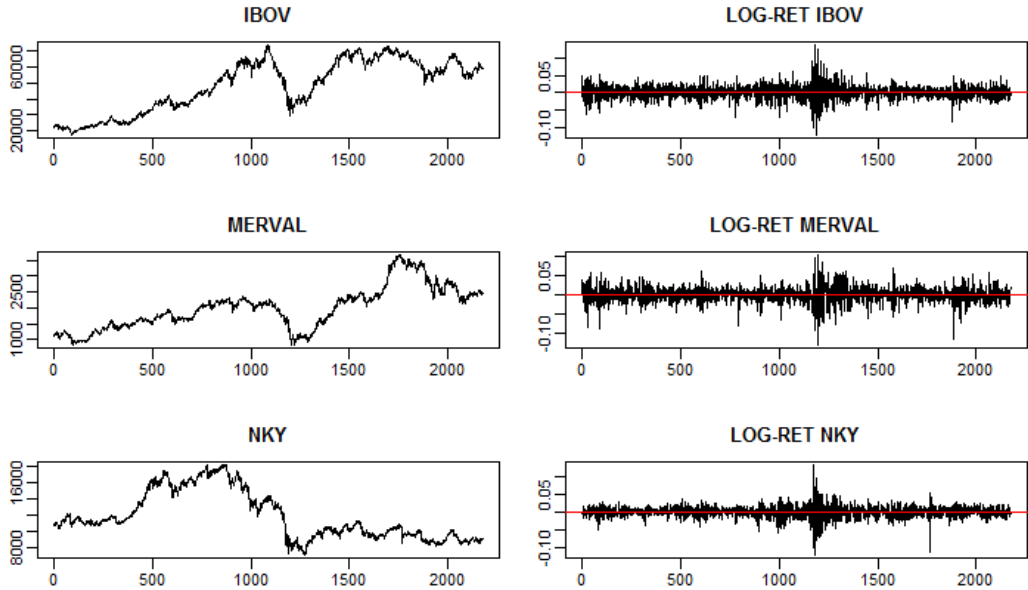 IBOV
20000 60000
0 500 1000 1500 2000
LOG-RET IBOV
-0.10 0.05
0 500 1000 1500 2000
MERVAL
1000 2500
0 500 1000 1500 2000
LOG-RET MERVAL
-0.10 0.05
0 500 1000 1500 2000
NKY
8000 16000
0 500 1000 1500 2000
LOG-RET NKY
-0.10 0.05
0 500 1000 1500 2000